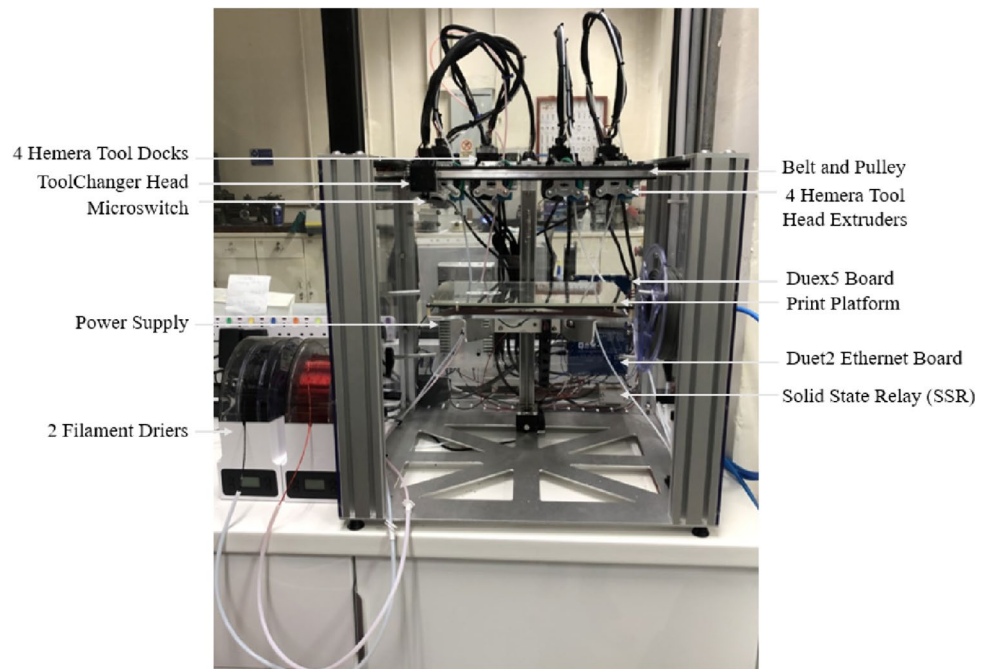 4 Hemera Tool Docks
ToolChanger Head
Microswitch
Power Supply
2 Filament Driers
Belt and Pulley
4 Hemera Tool
Head Extruders
Duex5 Board
Print Platform
Duet2 Ethernet Board
Solid State Relay (SSR)